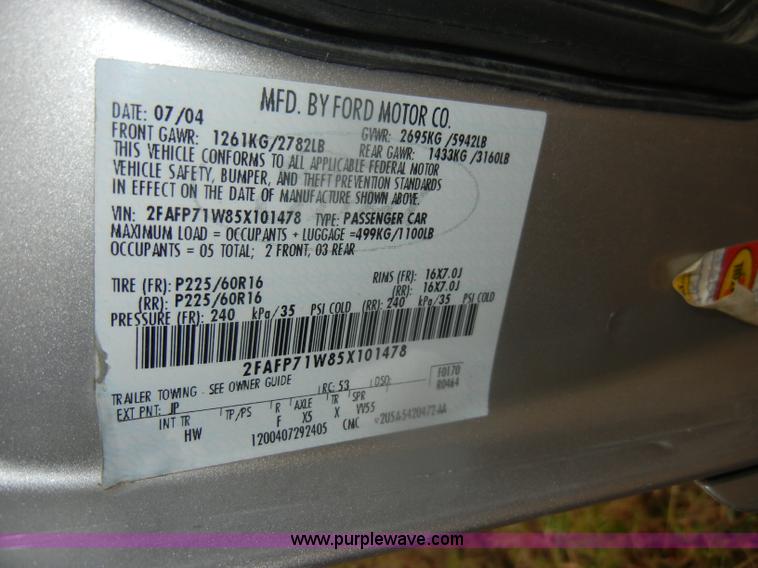 MFD. BY FORD MOTOR CO.
DATE: 07/04
FRONT GAWR: 1261KG/2782LB GVWR: 2695KG/5942LB
REAR GAWR: 1433KG/3160LB
THIS VEHICLE CONFORMS TO ALL APPLICABLE FEDERAL MOTOR
VEHICLE SAFETY, BUMPER, AND THEFT PREVENTION STANDARDS
IN EFFECT ON THE DATE OF MANUFACTURE SHOWN ABOVE.
VIN: 2FAFP71W85X101478 TYPE: PASSENGER CAR
MAXIMUM LOAD = OCCUPANTS + LUGGAGE =499KG/1100LB
OCCUPANTS = 05 TOTAL; 2 FRONT, 03 REAR
TIRE (FR): P225/60R16 RIMS (FR): 16X7.0J
(RR): P225/60R16 (RR): 16X7.0J
PRESSURE (FR): 240 kPa/35 PSI COLD (RR): 240 kPa/35 PSI COLD
2FAFP71W85X101478
TRAILER TOWING - SEE OWNER GUIDE RC: 53 DSO: F0170
EXT PNT: JP R0464
INT TR TP/PS R AXLE TR SPR
HW F X5 X VV55
1200407292405 CMC
www.purplewave.com